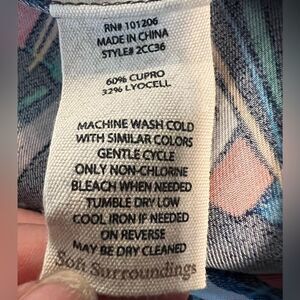 RN# 101206
MADE IN CHINA
STYLE# 2CC36
60% CUPRO
32% LYOCELL
MACHINE WASH COLD
WITH SIMILAR COLORS
GENTLE CYCLE
ONLY NON-CHLORINE
BLEACH WHEN NEEDED
TUMBLE DRY LOW
COOL IRON IF NEEDED
ON REVERSE
MAY BE DRY CLEANED
Soft Surroundings